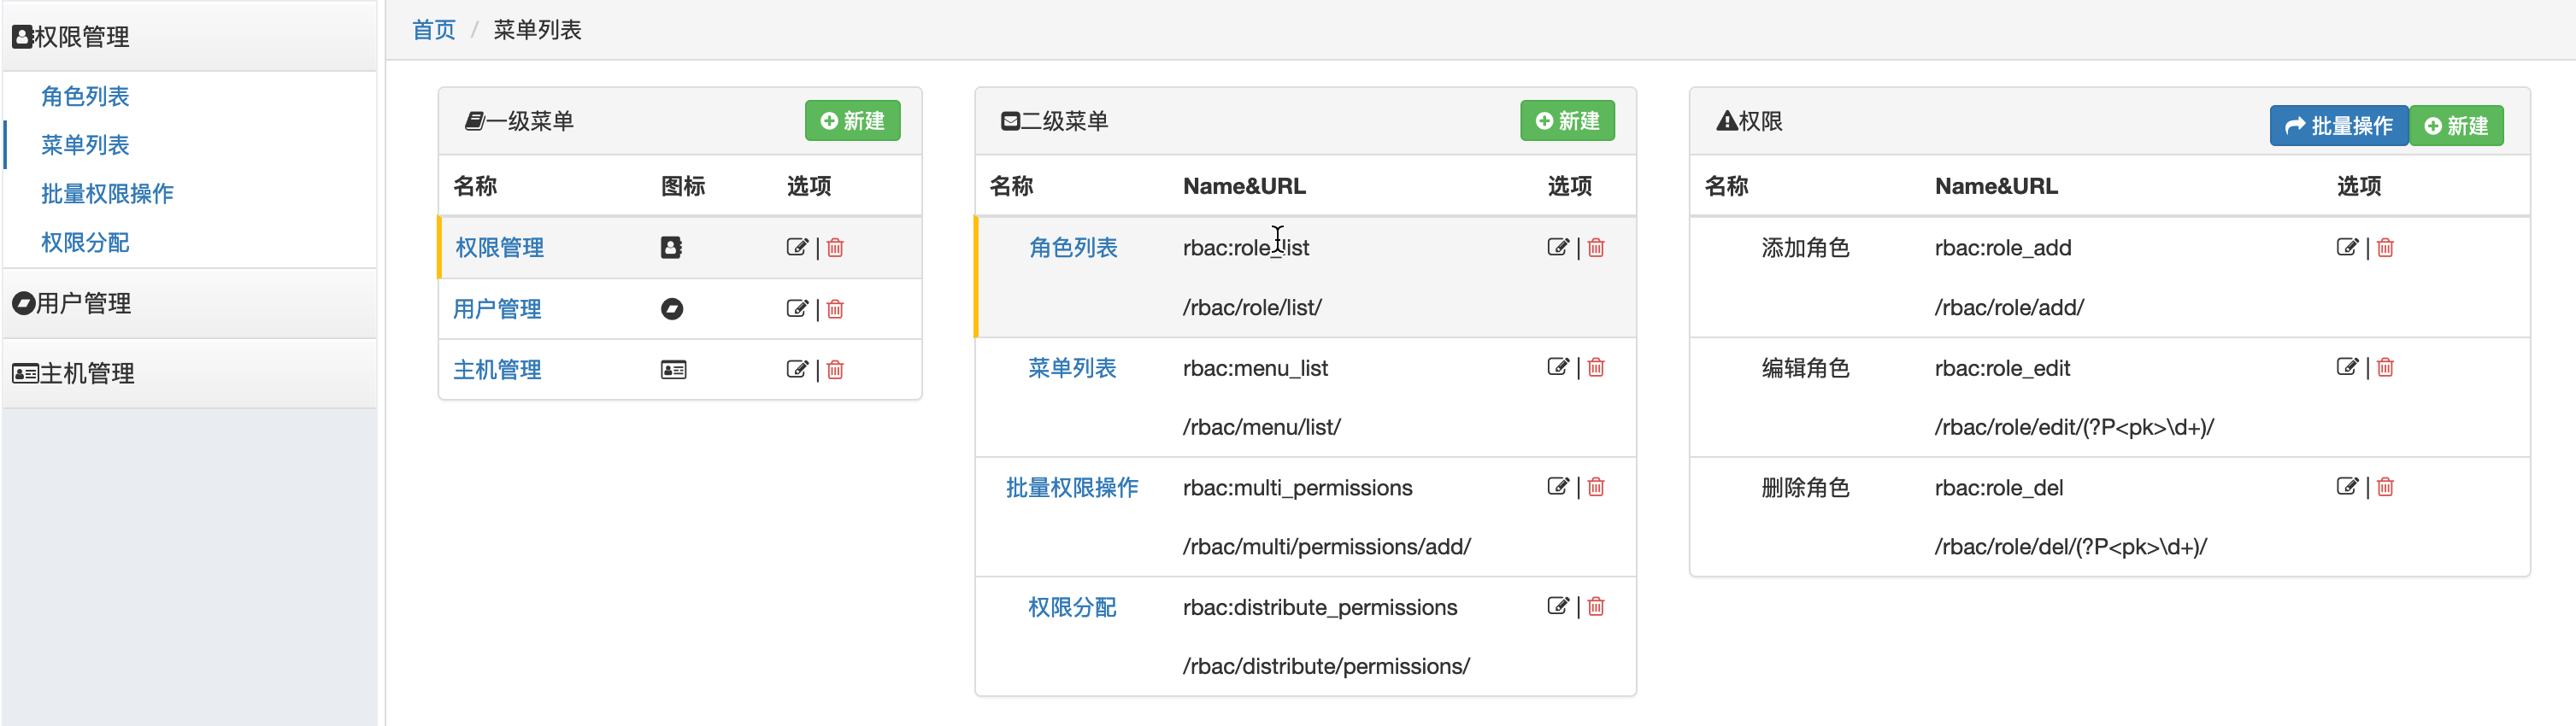 权限管理
角色列表
菜单列表
批量权限操作
权限分配
用户管理
主机管理
首页 / 菜单列表
一级菜单 新建
名称 图标 选项
权限管理 |
用户管理 |
主机管理 |
二级菜单 新建
名称 Name&URL 选项
角色列表 rbac:role_list |
/rbac/role/list/
菜单列表 rbac:menu_list |
/rbac/menu/list/
批量权限操作 rbac:multi_permissions |
/rbac/multi/permissions/add/
权限分配 rbac:distribute_permissions |
/rbac/distribute/permissions/
权限 批量操作 新建
名称 Name&URL 选项
添加角色 rbac:role_add |
/rbac/role/add/
编辑角色 rbac:role_edit |
/rbac/role/edit/(?P<pk>\d+)/
删除角色 rbac:role_del |
/rbac/role/del/(?P<pk>\d+)/